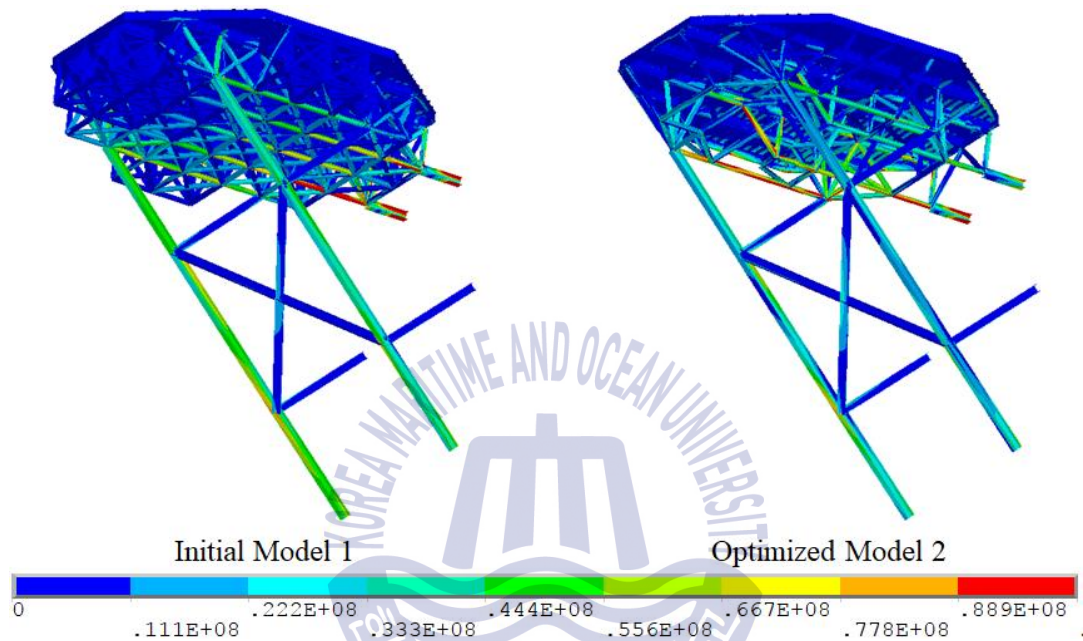 KOREA MARITIME AND OCEAN UNIVERSIT
Initial Model 1
Optimized Model 2
0 .222E+08 .444E+08 .667E+08 .889E+08
.111E+08 .333E+08 .556E+08 .778E+08